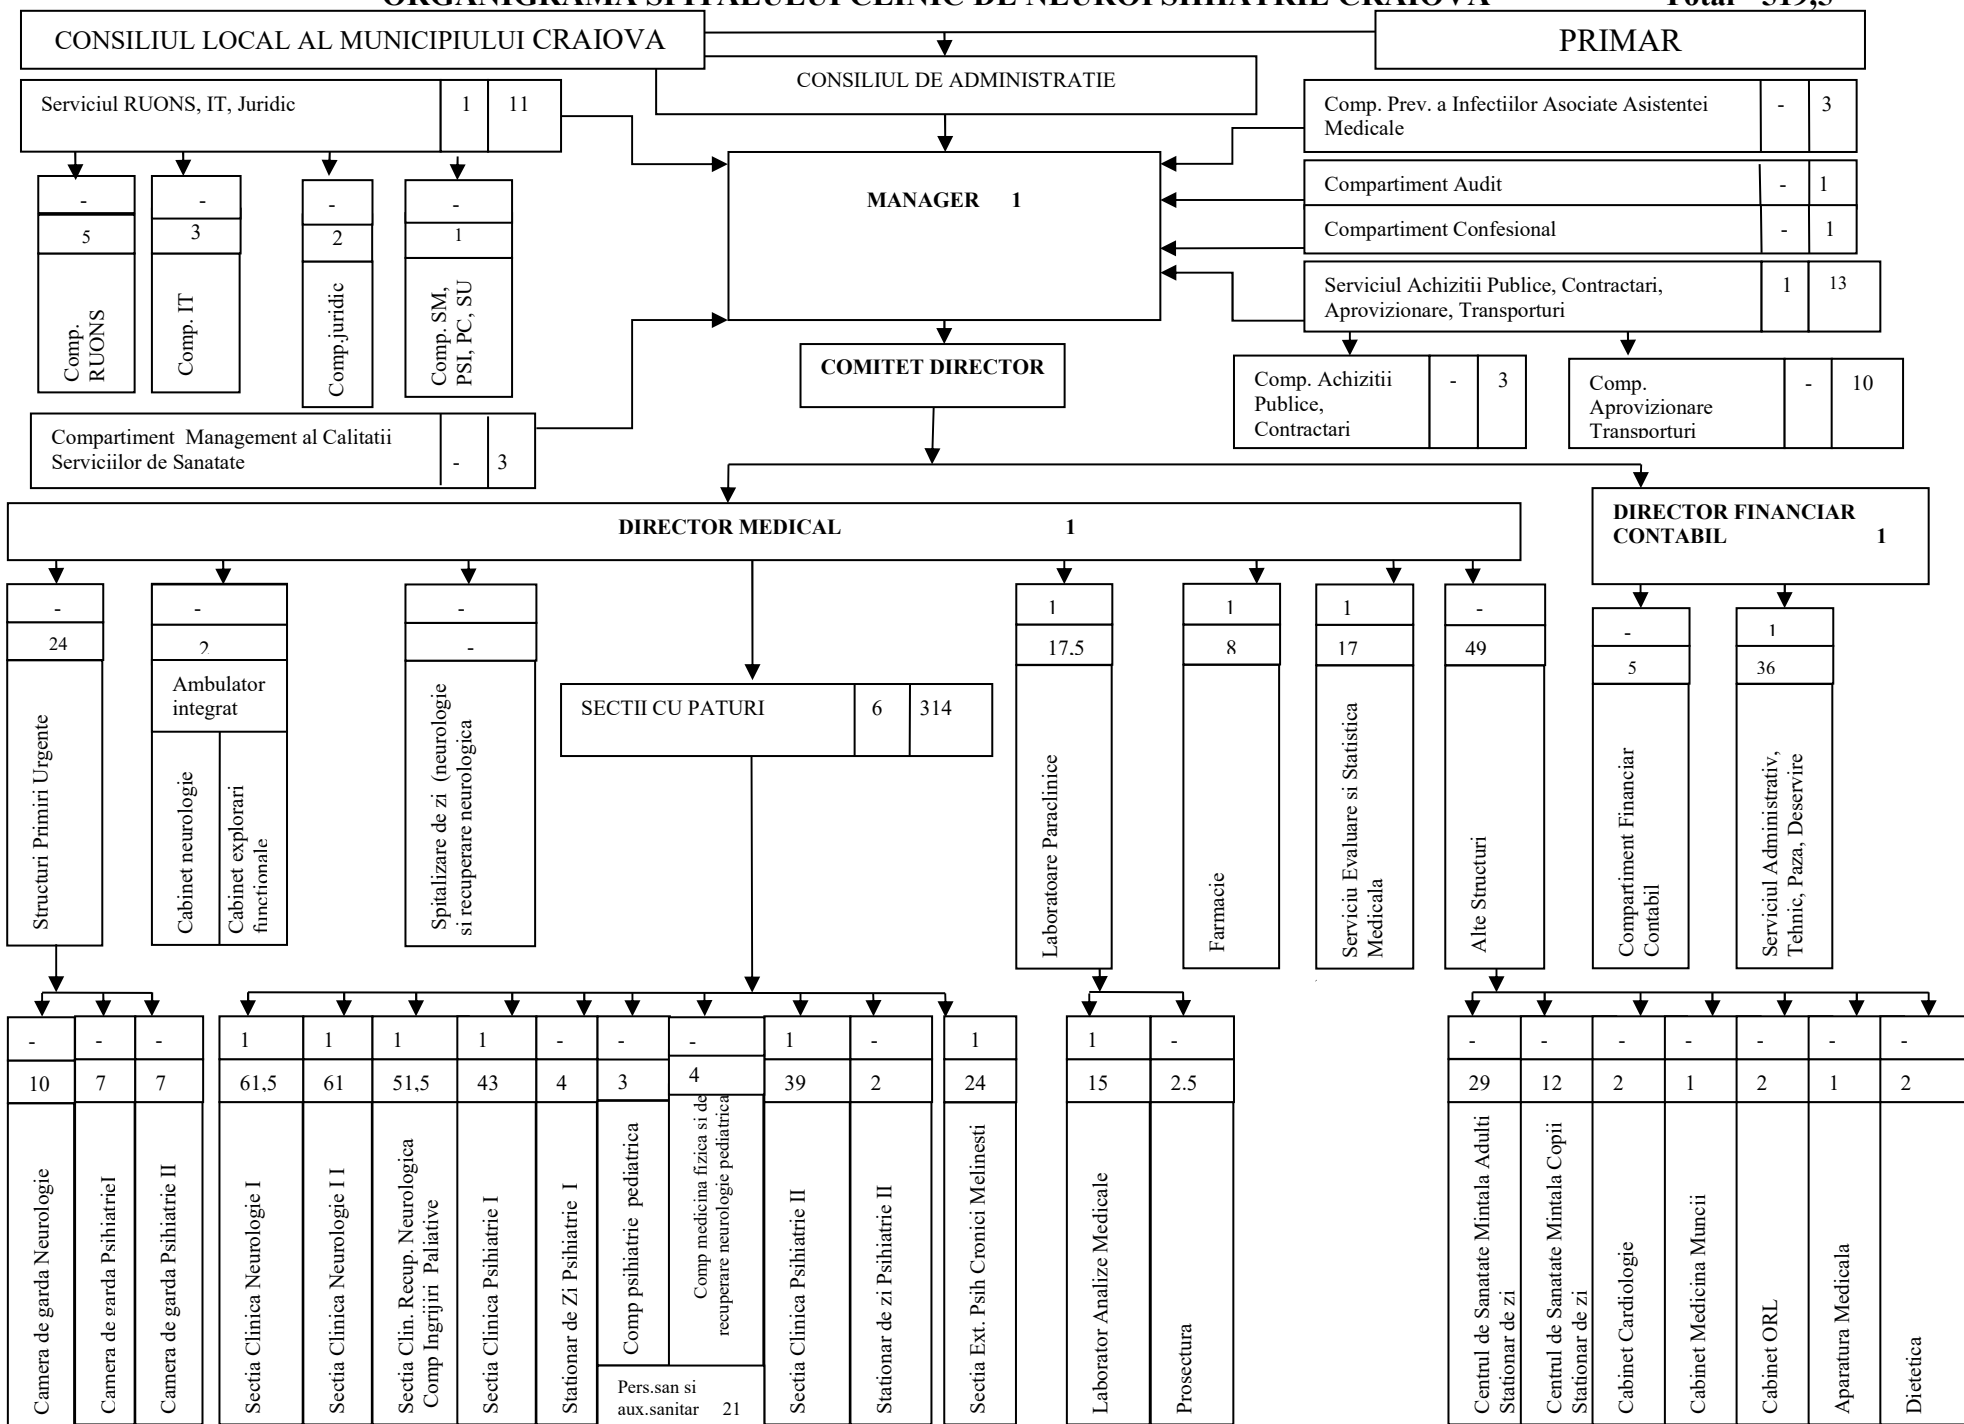 ORGANIGRAMA SPITALULUI CLINIC DE NEUROPSIHIATRIE CRAIOVA Total 519,5
CONSILIUL LOCAL AL MUNICIPIULUI CRAIOVA
PRIMAR
CONSILIUL DE ADMINISTRATIE
Serviciul RUONS, IT, Juridic 1 11
Comp. Prev. a Infectiilor Asociate Asistentei
Medicale - 3
Compartiment Audit - 1
Compartiment Confesional - 1
MANAGER 1
Serviciul Achizitii Publice, Contractari,
Aprovizionare, Transporturi 1 13
-
5
Comp.
RUONS
-
3
Comp. IT
-
2
Comp.juridic
-
1
Comp. SM,
PSI, PC, SU
COMITET DIRECTOR
Comp. Achizitii
Publice,
Contractari - 3
Comp.
Aprovizionare
Transporturi - 10
Compartiment Management al Calitatii
Serviciilor de Sanatate - 3
DIRECTOR MEDICAL 1
DIRECTOR FINANCIAR
CONTABIL 1
-
24
Structuri Primiri Urgente
-
2
Ambulator
integrat
Cabinet neurologie
Cabinet explorari
functionale
-
-
Spitalizare de zi (neurologie
si recuperare neurologica
SECTII CU PATURI 6 314
1
17.5
Laboratoare Paraclinice
1
8
Farmacie
1
17
Serviciu Evaluare si Statistica
Medicala
-
49
Alte Structuri
-
5
Compartiment Financiar
Contabil
1
36
Serviciul Administrativ,
Tehnic, Paza, Deservire
-
10
Camera de garda Neurologie
-
7
Camera de garda PsihiatrieI
-
7
Camera de garda Psihiatrie II
1
61,5
Sectia Clinica Neurologie I
1
61
Sectia Clinica Neurologie I I
1
51,5
Sectia Clin. Recup. Neurologica
Comp Ingrijiri Paliative
1
43
Sectia Clinica Psihiatrie I
-
4
Stationar de Zi Psihiatrie I
-
3
Comp psihiatrie pediatrica
-
4
Comp medicina fizica si de
recuperare neurologie pediatrica
Pers.san si
aux.sanitar 21
1
39
Sectia Clinica Psihiatrie II
-
2
Stationar de zi Psihiatrie II
1
24
Sectia Ext. Psih Cronici Melinesti
1
15
Laborator Analize Medicale
-
2.5
Prosectura
-
29
Centrul de Sanatate Mintala Adulti
Stationar de zi
-
12
Centrul de Sanatate Mintala Copii
Stationar de zi
-
2
Cabinet Cardiologie
-
1
Cabinet Medicina Muncii
-
2
Cabinet ORL
-
1
Aparatura Medicala
-
2
Dietetica